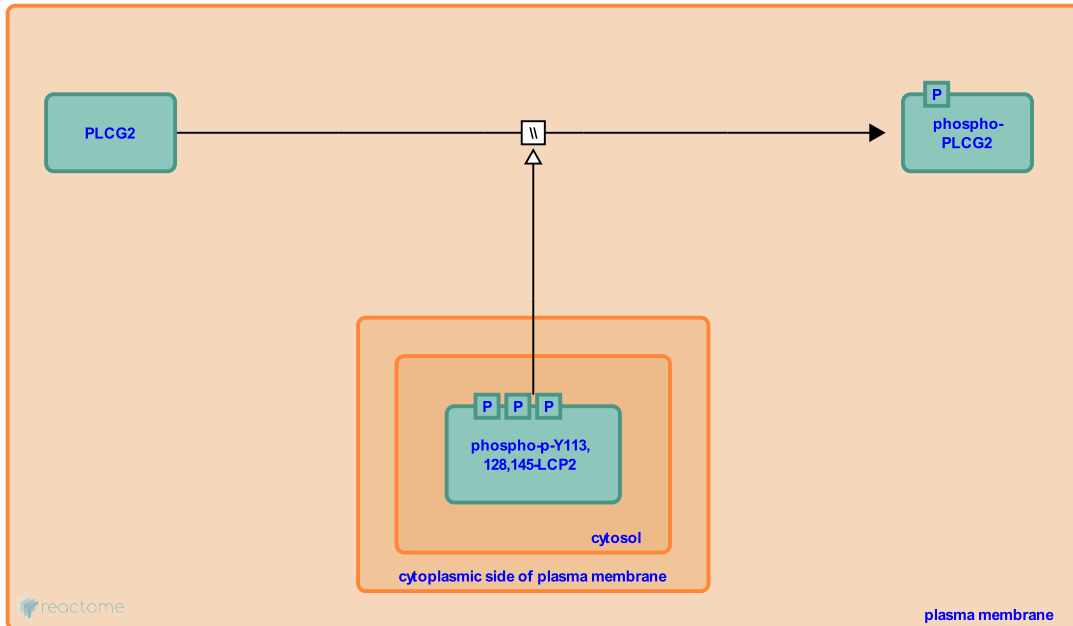 PLCG2
\\
P
phospho-
PLCG2
P P P
phospho-p-Y113,
128,145-LCP2
cytosol
cytoplasmic side of plasma membrane
reactome
plasma membrane